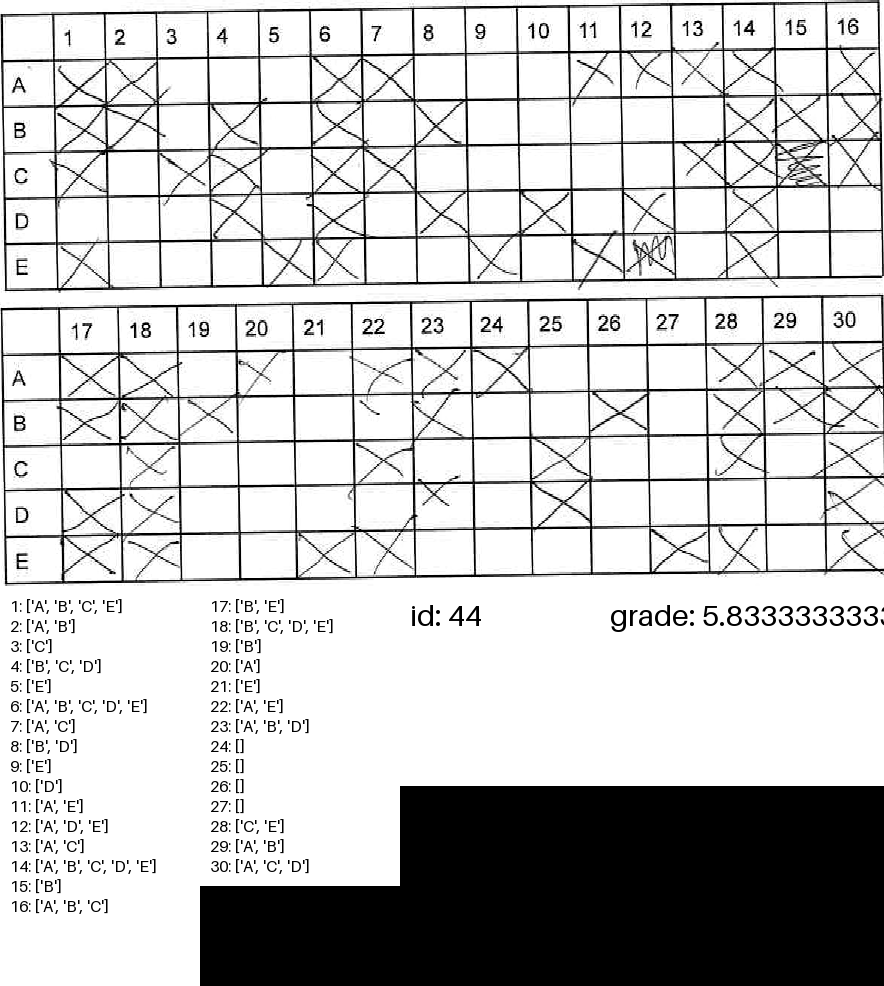 1 2 3 4 5 6 7 8 9 10 11 12 13 14 15 16
A
B
C
D
E
17 18 19 20 21 22 23 24 25 26 27 28 29 30
A
B
C
D
E
1: ['A', 'B', 'C', 'E']
2: ['A', 'B']
3: ['C']
4: ['B', 'C', 'D']
5: ['E']
6: ['A', 'B', 'C', 'D', 'E']
7: ['A', 'C']
8: ['B', 'D']
9: ['E']
10: ['D']
11: ['A', 'E']
12: ['A', 'D', 'E']
13: ['A', 'C']
14: ['A', 'B', 'C', 'D', 'E']
15: ['B']
16: ['A', 'B', 'C']
17: ['B', 'E']
18: ['B', 'C', 'D', 'E']
19: ['B']
20: ['A']
21: ['E']
22: ['A', 'E']
23: ['A', 'B', 'D']
24: []
25: []
26: []
27: []
28: ['C', 'E']
29: ['A', 'B']
30: ['A', 'C', 'D']
id: 44
grade: 5.8333333333